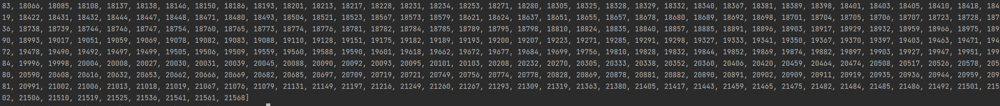 83, 18066, 18085, 18108, 18137, 18138, 18146, 18150, 18186, 18193, 18201, 18213, 18217, 18228, 18231, 18234, 18253, 18271, 18280, 18305, 18325, 18328, 18329, 18332, 18340, 18367, 18381, 18389, 18398, 18401, 18403, 18405, 18410, 18418, 184
19, 18422, 18431, 18432, 18444, 18447, 18448, 18471, 18480, 18493, 18504, 18521, 18523, 18567, 18573, 18579, 18621, 18624, 18637, 18651, 18655, 18657, 18678, 18680, 18689, 18692, 18698, 18701, 18704, 18705, 18706, 18707, 18723, 18728, 187
36, 18738, 18739, 18744, 18746, 18747, 18754, 18760, 18765, 18773, 18774, 18776, 18781, 18782, 18784, 18785, 18789, 18795, 18798, 18810, 18824, 18835, 18840, 18857, 18885, 18891, 18896, 18903, 18917, 18929, 18932, 18959, 18966, 18975, 189
90, 18993, 19017, 19051, 19059, 19069, 19078, 19082, 19083, 19088, 19110, 19128, 19151, 19175, 19182, 19189, 19193, 19200, 19207, 19223, 19271, 19285, 19291, 19298, 19327, 19333, 19341, 19350, 19367, 19370, 19397, 19403, 19463, 19471, 194
72, 19478, 19490, 19492, 19497, 19499, 19505, 19506, 19509, 19559, 19560, 19588, 19590, 19601, 19618, 19662, 19672, 19677, 19684, 19699, 19756, 19810, 19828, 19832, 19844, 19852, 19869, 19874, 19882, 19897, 19903, 19927, 19947, 19951, 199
84, 19996, 19998, 20004, 20008, 20027, 20030, 20031, 20039, 20045, 20088, 20090, 20092, 20093, 20095, 20101, 20103, 20208, 20232, 20270, 20305, 20333, 20338, 20352, 20360, 20406, 20420, 20459, 20464, 20474, 20508, 20517, 20526, 20578, 205
80, 20590, 20608, 20616, 20632, 20653, 20662, 20666, 20669, 20682, 20685, 20697, 20709, 20719, 20721, 20749, 20756, 20774, 20778, 20828, 20869, 20878, 20881, 20882, 20890, 20891, 20902, 20909, 20911, 20919, 20935, 20936, 20944, 20959, 209
81, 20991, 21002, 21006, 21013, 21018, 21019, 21067, 21076, 21079, 21131, 21149, 21197, 21216, 21249, 21260, 21267, 21293, 21309, 21319, 21363, 21380, 21405, 21417, 21443, 21459, 21465, 21475, 21482, 21484, 21485, 21486, 21492, 21501, 215
02, 21506, 21510, 21519, 21525, 21536, 21541, 21561, 21568]